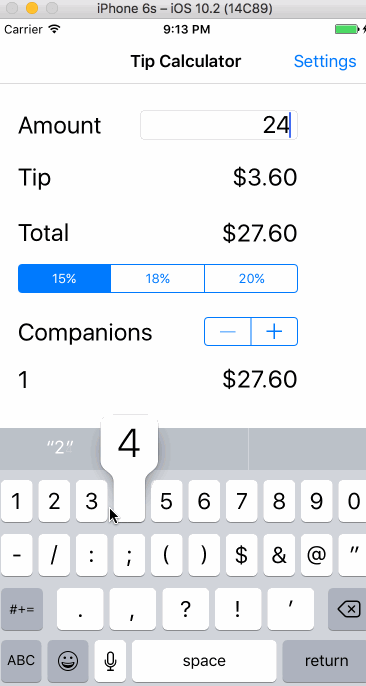 iPhone 6s – iOS 10.2 (14C89)
Carrier 9:13 PM
Tip Calculator Settings
Amount 24
Tip $3.60
Total $27.60
15% 18% 20%
Companions − +
1 $27.60
“2” 4
1 2 3 5 6 7 8 9 0
- / : ; ( ) $ & @ ”
#+= . , ? ! ’
ABC space return